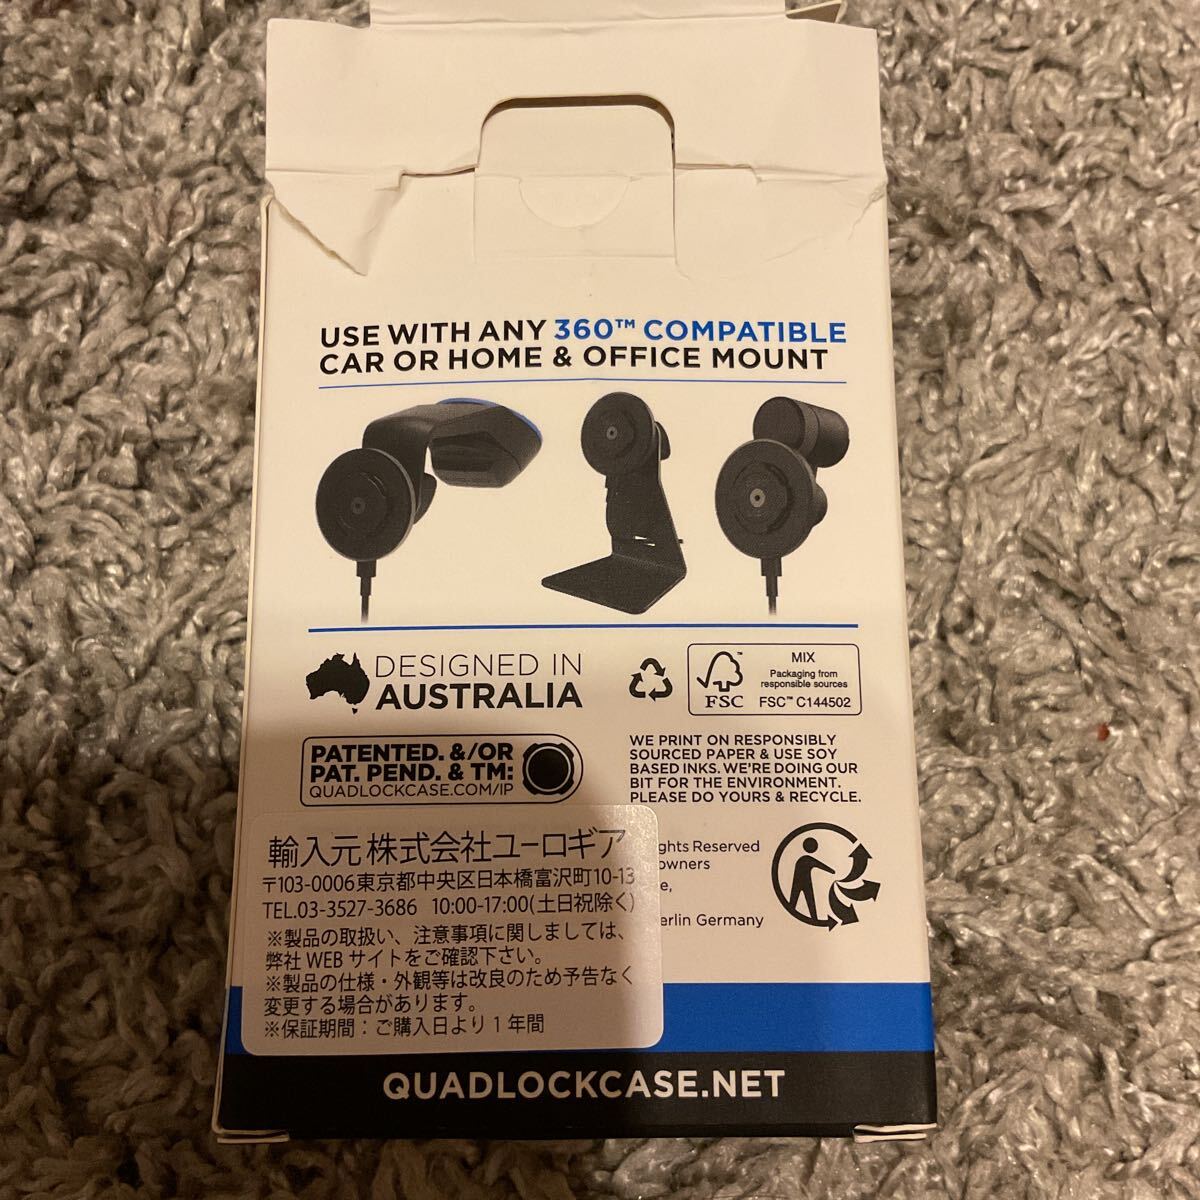 USE WITH ANY 360™ COMPATIBLE
CAR OR HOME & OFFICE MOUNT
DESIGNED IN
AUSTRALIA
FSC™
MIX
Packaging from
responsible sources
FSC™ C144502
PATENTED. &/OR
PAT. PEND. & TM:
QUADLOCKCASE.COM/IP
WE PRINT ON RESPONSIBLY
SOURCED PAPER & USE SOY
BASED INKS. WE'RE DOING OUR
BIT FOR THE ENVIRONMENT.
PLEASE DO YOURS & RECYCLE.
ghts Reserved
owners
e,
erlin Germany
輸入元 株式会社ユーロギア
〒103-0006東京都中央区日本橋富沢町10-13
TEL.03-3527-3686 10:00-17:00(土日祝除く)
※製品の取扱い、注意事項に関しましては、
弊社 WEB サイトをご確認下さい。
※製品の仕様・外観等は改良のため予告なく
変更する場合があります。
※保証期間：ご購入日より1年間
QUADLOCKCASE.NET